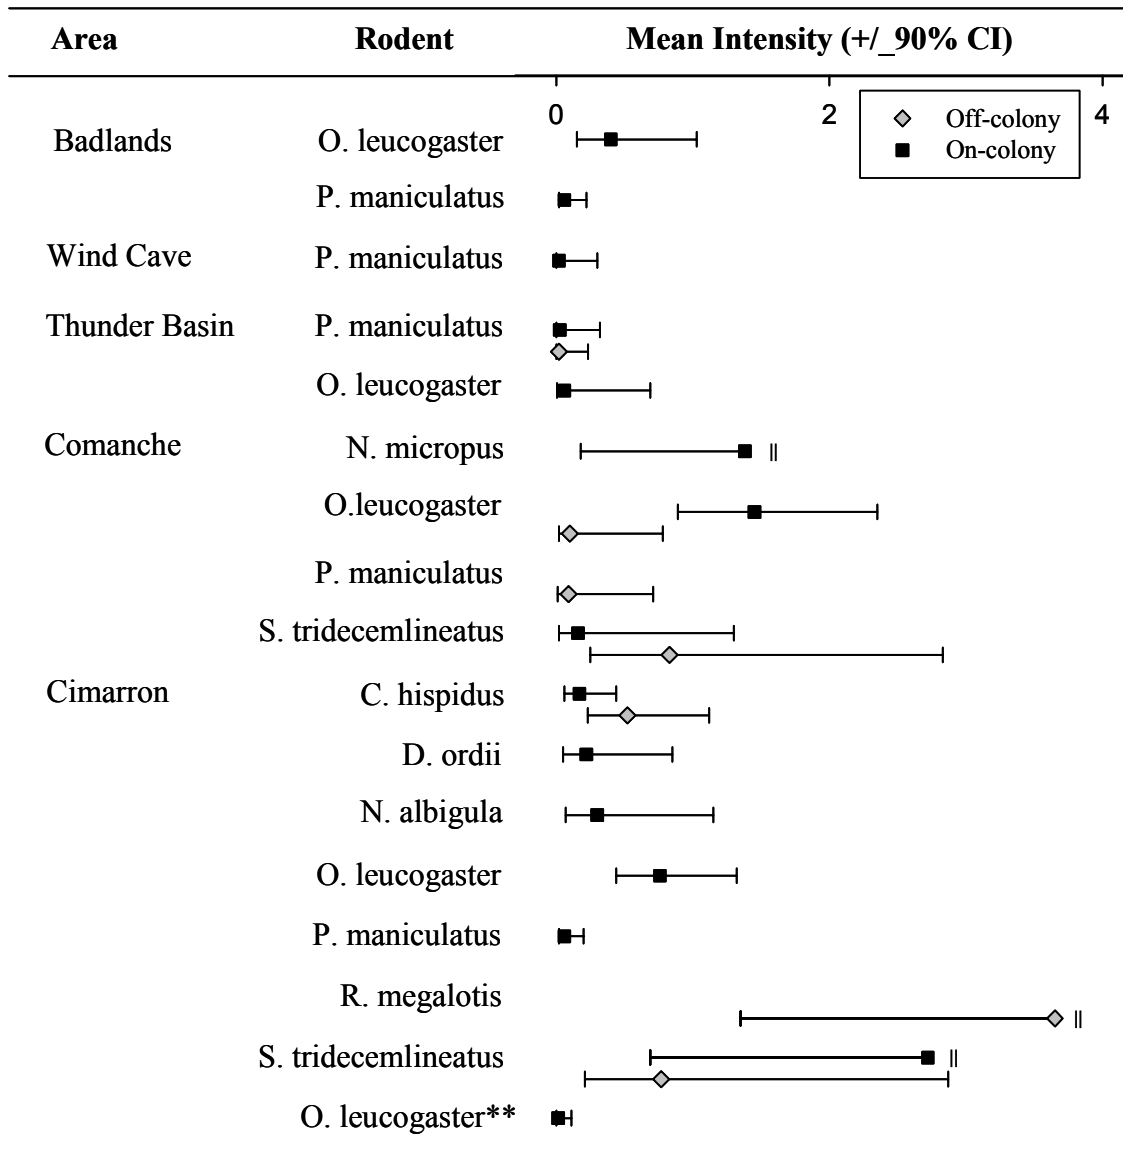 Area Rodent Mean Intensity (+/_90% CI)
0 2 4
Off-colony
On-colony
Badlands O. leucogaster
P. maniculatus
Wind Cave P. maniculatus
Thunder Basin P. maniculatus
O. leucogaster
Comanche N. micropus ||
O.leucogaster
P. maniculatus
S. tridecemlineatus
Cimarron C. hispidus
D. ordii
N. albigula
O. leucogaster
P. maniculatus
R. megalotis ||
S. tridecemlineatus ||
O. leucogaster**